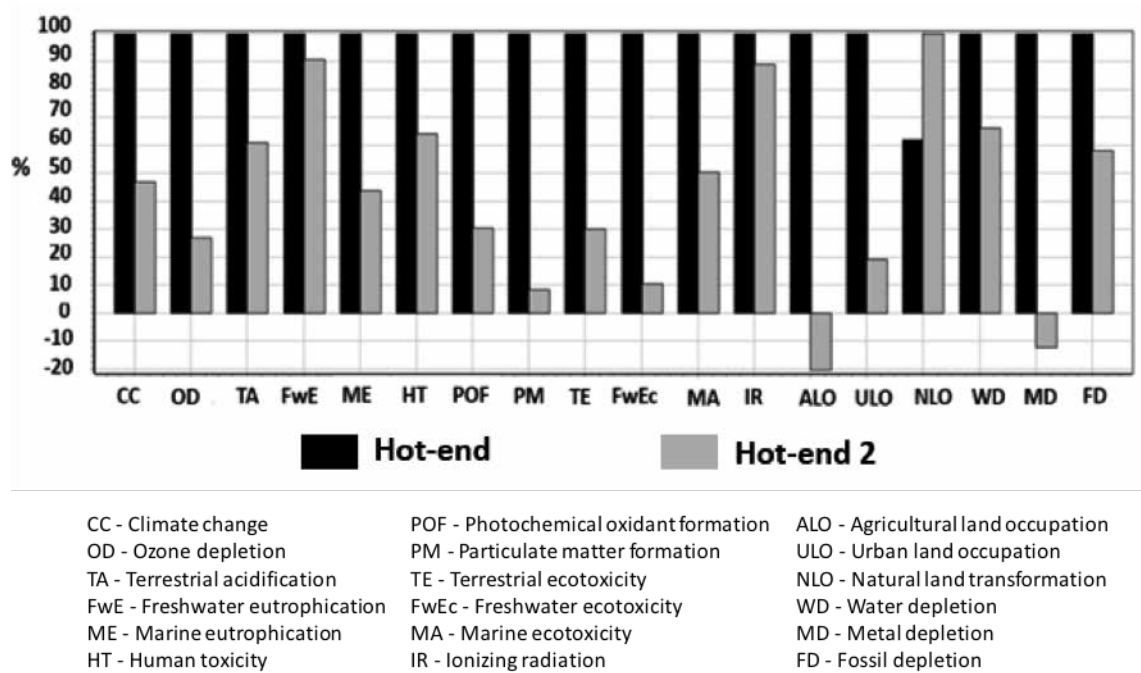 100
90
80
70
60
%
50
40
30
20
10
0
-10
-20
CC OD TA FwE ME HT POF PM TE FwEc MA IR ALO ULO NLO WD MD FD
Hot-end Hot-end 2
CC - Climate change
OD - Ozone depletion
TA - Terrestrial acidification
FwE - Freshwater eutrophication
ME - Marine eutrophication
HT - Human toxicity
POF - Photochemical oxidant formation
PM - Particulate matter formation
TE - Terrestrial ecotoxicity
FwEc - Freshwater ecotoxicity
MA - Marine ecotoxicity
IR - Ionizing radiation
ALO - Agricultural land occupation
ULO - Urban land occupation
NLO - Natural land transformation
WD - Water depletion
MD - Metal depletion
FD - Fossil depletion